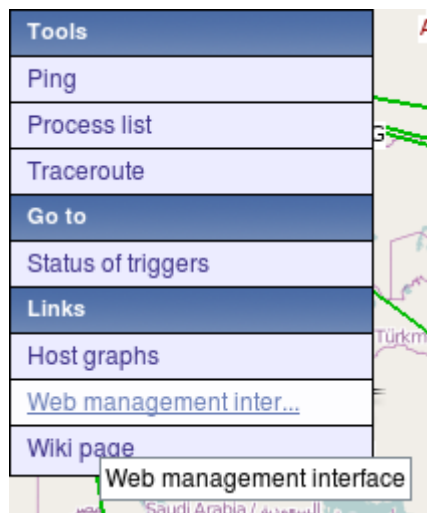 Tools
Ping
Process list
Traceroute
Go to
Status of triggers
Links
Host graphs
Web management inter...
Wiki page
Web management interface
Türkm
Saudi Arabia /